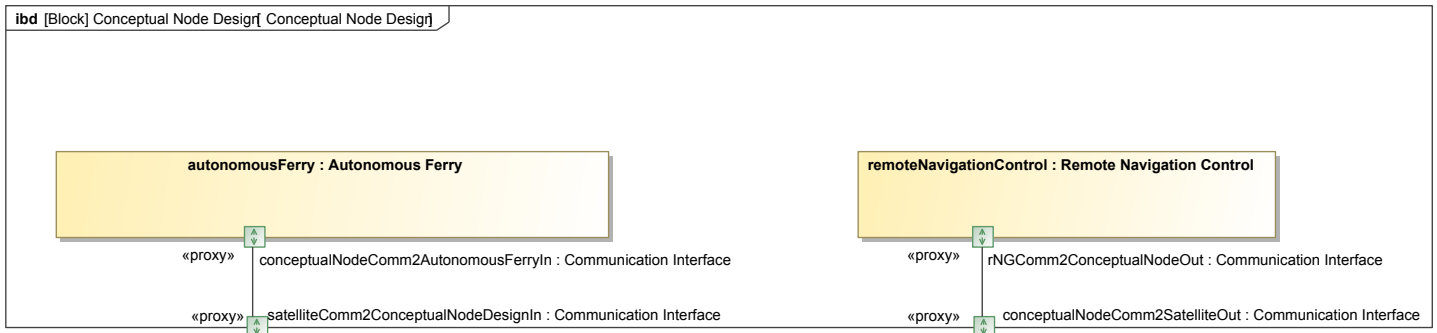 ibd [Block] Conceptual Node Design[ Conceptual Node Design]
autonomousFerry : Autonomous Ferry
remoteNavigationControl : Remote Navigation Control
«proxy» conceptualNodeComm2AutonomousFerryIn : Communication Interface
«proxy» rNGComm2ConceptualNodeOut : Communication Interface
«proxy» satelliteComm2ConceptualNodeDesignIn : Communication Interface
«proxy» conceptualNodeComm2SatelliteOut : Communication Interface